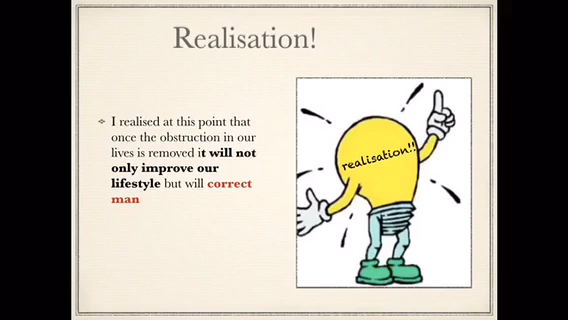 Realisation!
I realised at this point that
once the obstruction in our
lives is removed it will not
only improve our
lifestyle but will correct
man
realisation!!